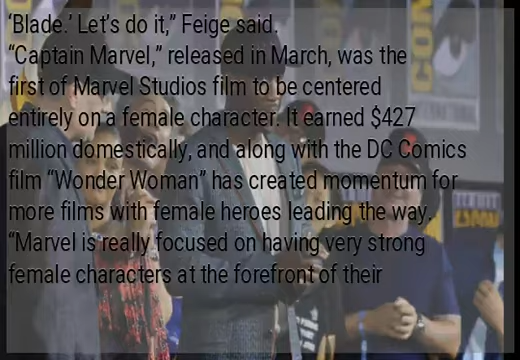 ‘Blade.’ Let’s do it,” Feige said.
“Captain Marvel,” released in March, was the
first of Marvel Studios film to be centered
entirely on a female character. It earned $427
million domestically, and along with the DC Comics
film “Wonder Woman” has created momentum for
more films with female heroes leading the way.
“Marvel is really focused on having very strong
female characters at the forefront of their